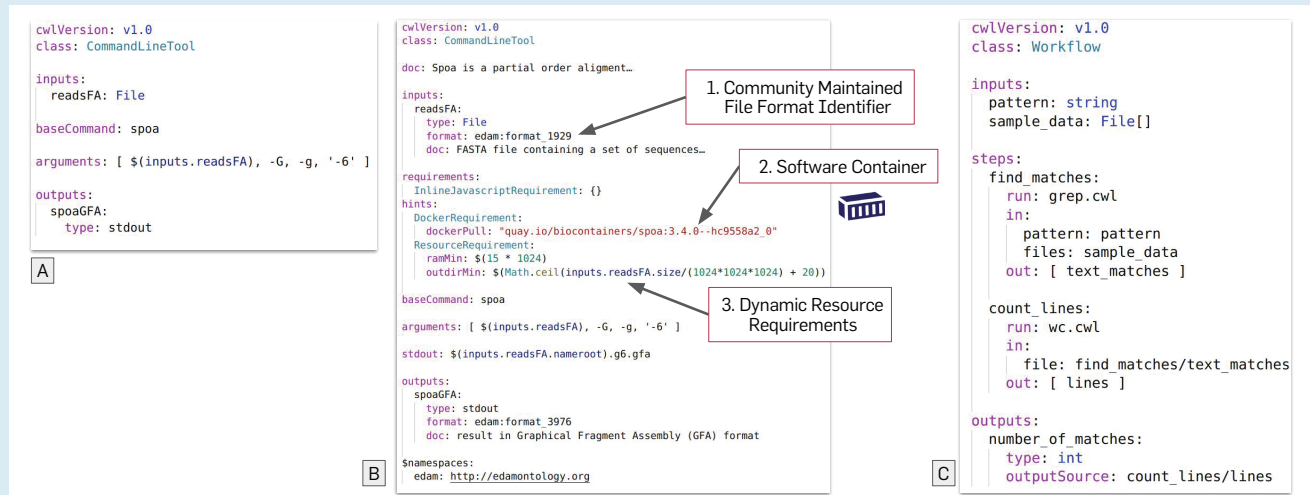 cwlVersion: v1.0
class: CommandLineTool
inputs:
readsFA: File
baseCommand: spoa
arguments: [ $(inputs.readsFA), -G, -g, '-6' ]
outputs:
spoaGFA:
type: stdout
A
cwlVersion: v1.0
class: CommandLineTool
doc: Spoa is a partial order aligment…
inputs:
readsFA:
type: File
format: edam:format_1929
doc: FASTA file containing a set of sequences…
requirements:
InlineJavascriptRequirement: {}
hints:
DockerRequirement:
dockerPull: "quay.io/biocontainers/spoa:3.4.0--hc9558a2_0"
ResourceRequirement:
ramMin: $(15 * 1024)
outdirMin: $(Math.ceil(inputs.readsFA.size/(1024*1024*1024) + 20))
baseCommand: spoa
arguments: [ $(inputs.readsFA), -G, -g, '-6' ]
stdout: $(inputs.readsFA.nameroot).g6.gfa
outputs:
spoaGFA:
type: stdout
format: edam:format_3976
doc: result in Graphical Fragment Assembly (GFA) format
$namespaces:
edam: http://edamontology.org
1. Community Maintained
File Format Identifier
2. Software Container
3. Dynamic Resource
Requirements
B
cwlVersion: v1.0
class: Workflow
inputs:
pattern: string
sample_data: File[]
steps:
find_matches:
run: grep.cwl
in:
pattern: pattern
files: sample_data
out: [ text_matches ]
count_lines:
run: wc.cwl
in:
file: find_matches/text_matches
out: [ lines ]
outputs:
number_of_matches:
type: int
outputSource: count_lines/lines
C